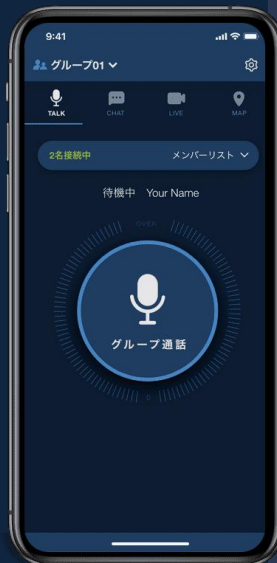 9:41
グループ01
TALK
CHAT
LIVE
MAP
2名接続中 メンバーリスト
待機中 Your Name
グループ通話